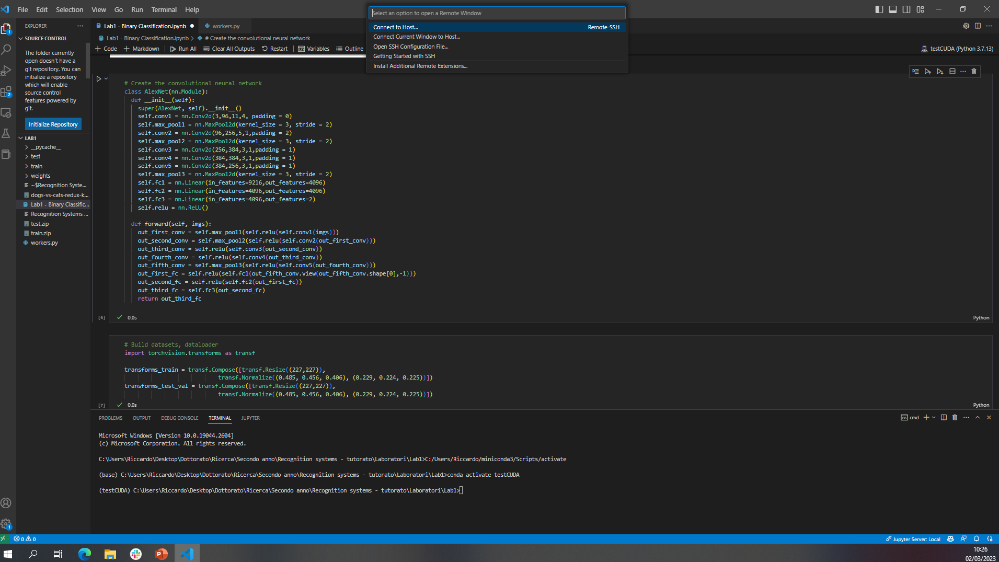 File Edit Selection View Go Run Terminal Help
Select an option to open a Remote Window
Connect to Host... Remote-SSH
Connect Current Window to Host...
Open SSH Configuration File...
Getting Started with SSH
Install Additional Remote Extensions...
EXPLORER
SOURCE CONTROL
The folder currently
open doesn't have a
git repository. You can
initialize a repository
which will enable
source control
features powered by
git.
Initialize Repository
LAB1
__pycache__
test
train
weights
~$Recognition Syste...
dogs-vs-cats-redux-k...
Lab1 - Binary Classific...
Recognition Systems ...
test.zip
train.zip
workers.py
1
2
1
Lab1 - Binary Classification.ipynb workers.py
Lab1 - Binary Classification.ipynb > # Create the convolutional neural network
+ Code + Markdown Run All Clear All Outputs Restart Variables Outline
testCUDA (Python 3.7.13)
# Create the convolutional neural network
class AlexNet(nn.Module):
def __init__(self):
super(AlexNet, self).__init__()
self.conv1 = nn.Conv2d(3,96,11,4, padding = 0)
self.max_pool1 = nn.MaxPool2d(kernel_size = 3, stride = 2)
self.conv2 = nn.Conv2d(96,256,5,1,padding = 2)
self.max_pool2 = nn.MaxPool2d(kernel_size = 3, stride = 2)
self.conv3 = nn.Conv2d(256,384,3,1,padding = 1)
self.conv4 = nn.Conv2d(384,384,3,1,padding = 1)
self.conv5 = nn.Conv2d(384,256,3,1,padding = 1)
self.max_pool3 = nn.MaxPool2d(kernel_size = 3, stride = 2)
self.fc1 = nn.Linear(in_features=9216,out_features=4096)
self.fc2 = nn.Linear(in_features=4096,out_features=4096)
self.fc3 = nn.Linear(in_features=4096,out_features=2)
self.relu = nn.ReLU()
def forward(self, imgs):
out_first_conv = self.max_pool1(self.relu(self.conv1(imgs)))
out_second_conv = self.max_pool2(self.relu(self.conv2(out_first_conv)))
out_third_conv = self.relu(self.conv3(out_second_conv))
out_fourth_conv = self.relu(self.conv4(out_third_conv))
out_fifth_conv = self.max_pool3(self.relu(self.conv5(out_fourth_conv)))
out_first_fc = self.relu(self.fc1(out_fifth_conv.view(out_fifth_conv.shape[0],-1)))
out_second_fc = self.relu(self.fc2(out_first_fc))
out_third_fc = self.fc3(out_second_fc)
return out_third_fc
[6] 0.0s Python
# Build datasets, dataloader
import torchvision.transforms as transf
transforms_train = transf.Compose([transf.Resize((227,227)),
transf.Normalize((0.485, 0.456, 0.406), (0.229, 0.224, 0.225))])
transforms_test_val = transf.Compose([transf.Resize((227,227)),
transf.Normalize((0.485, 0.456, 0.406), (0.229, 0.224, 0.225))])
[7] 0.0s Python
PROBLEMS OUTPUT DEBUG CONSOLE TERMINAL JUPYTER
cmd
Microsoft Windows [Version 10.0.19044.2604]
(c) Microsoft Corporation. All rights reserved.
C:\Users\Riccardo\Desktop\Dottorato\Ricerca\Secondo anno\Recognition systems - tutorato\Laboratori\Lab1>C:/Users/Riccardo/miniconda3/Scripts/activate
(base) C:\Users\Riccardo\Desktop\Dottorato\Ricerca\Secondo anno\Recognition systems - tutorato\Laboratori\Lab1>conda activate testCUDA
(testCUDA) C:\Users\Riccardo\Desktop\Dottorato\Ricerca\Secondo anno\Recognition systems - tutorato\Laboratori\Lab1>
0 0
Jupyter Server: Local
10:26
02/03/2023